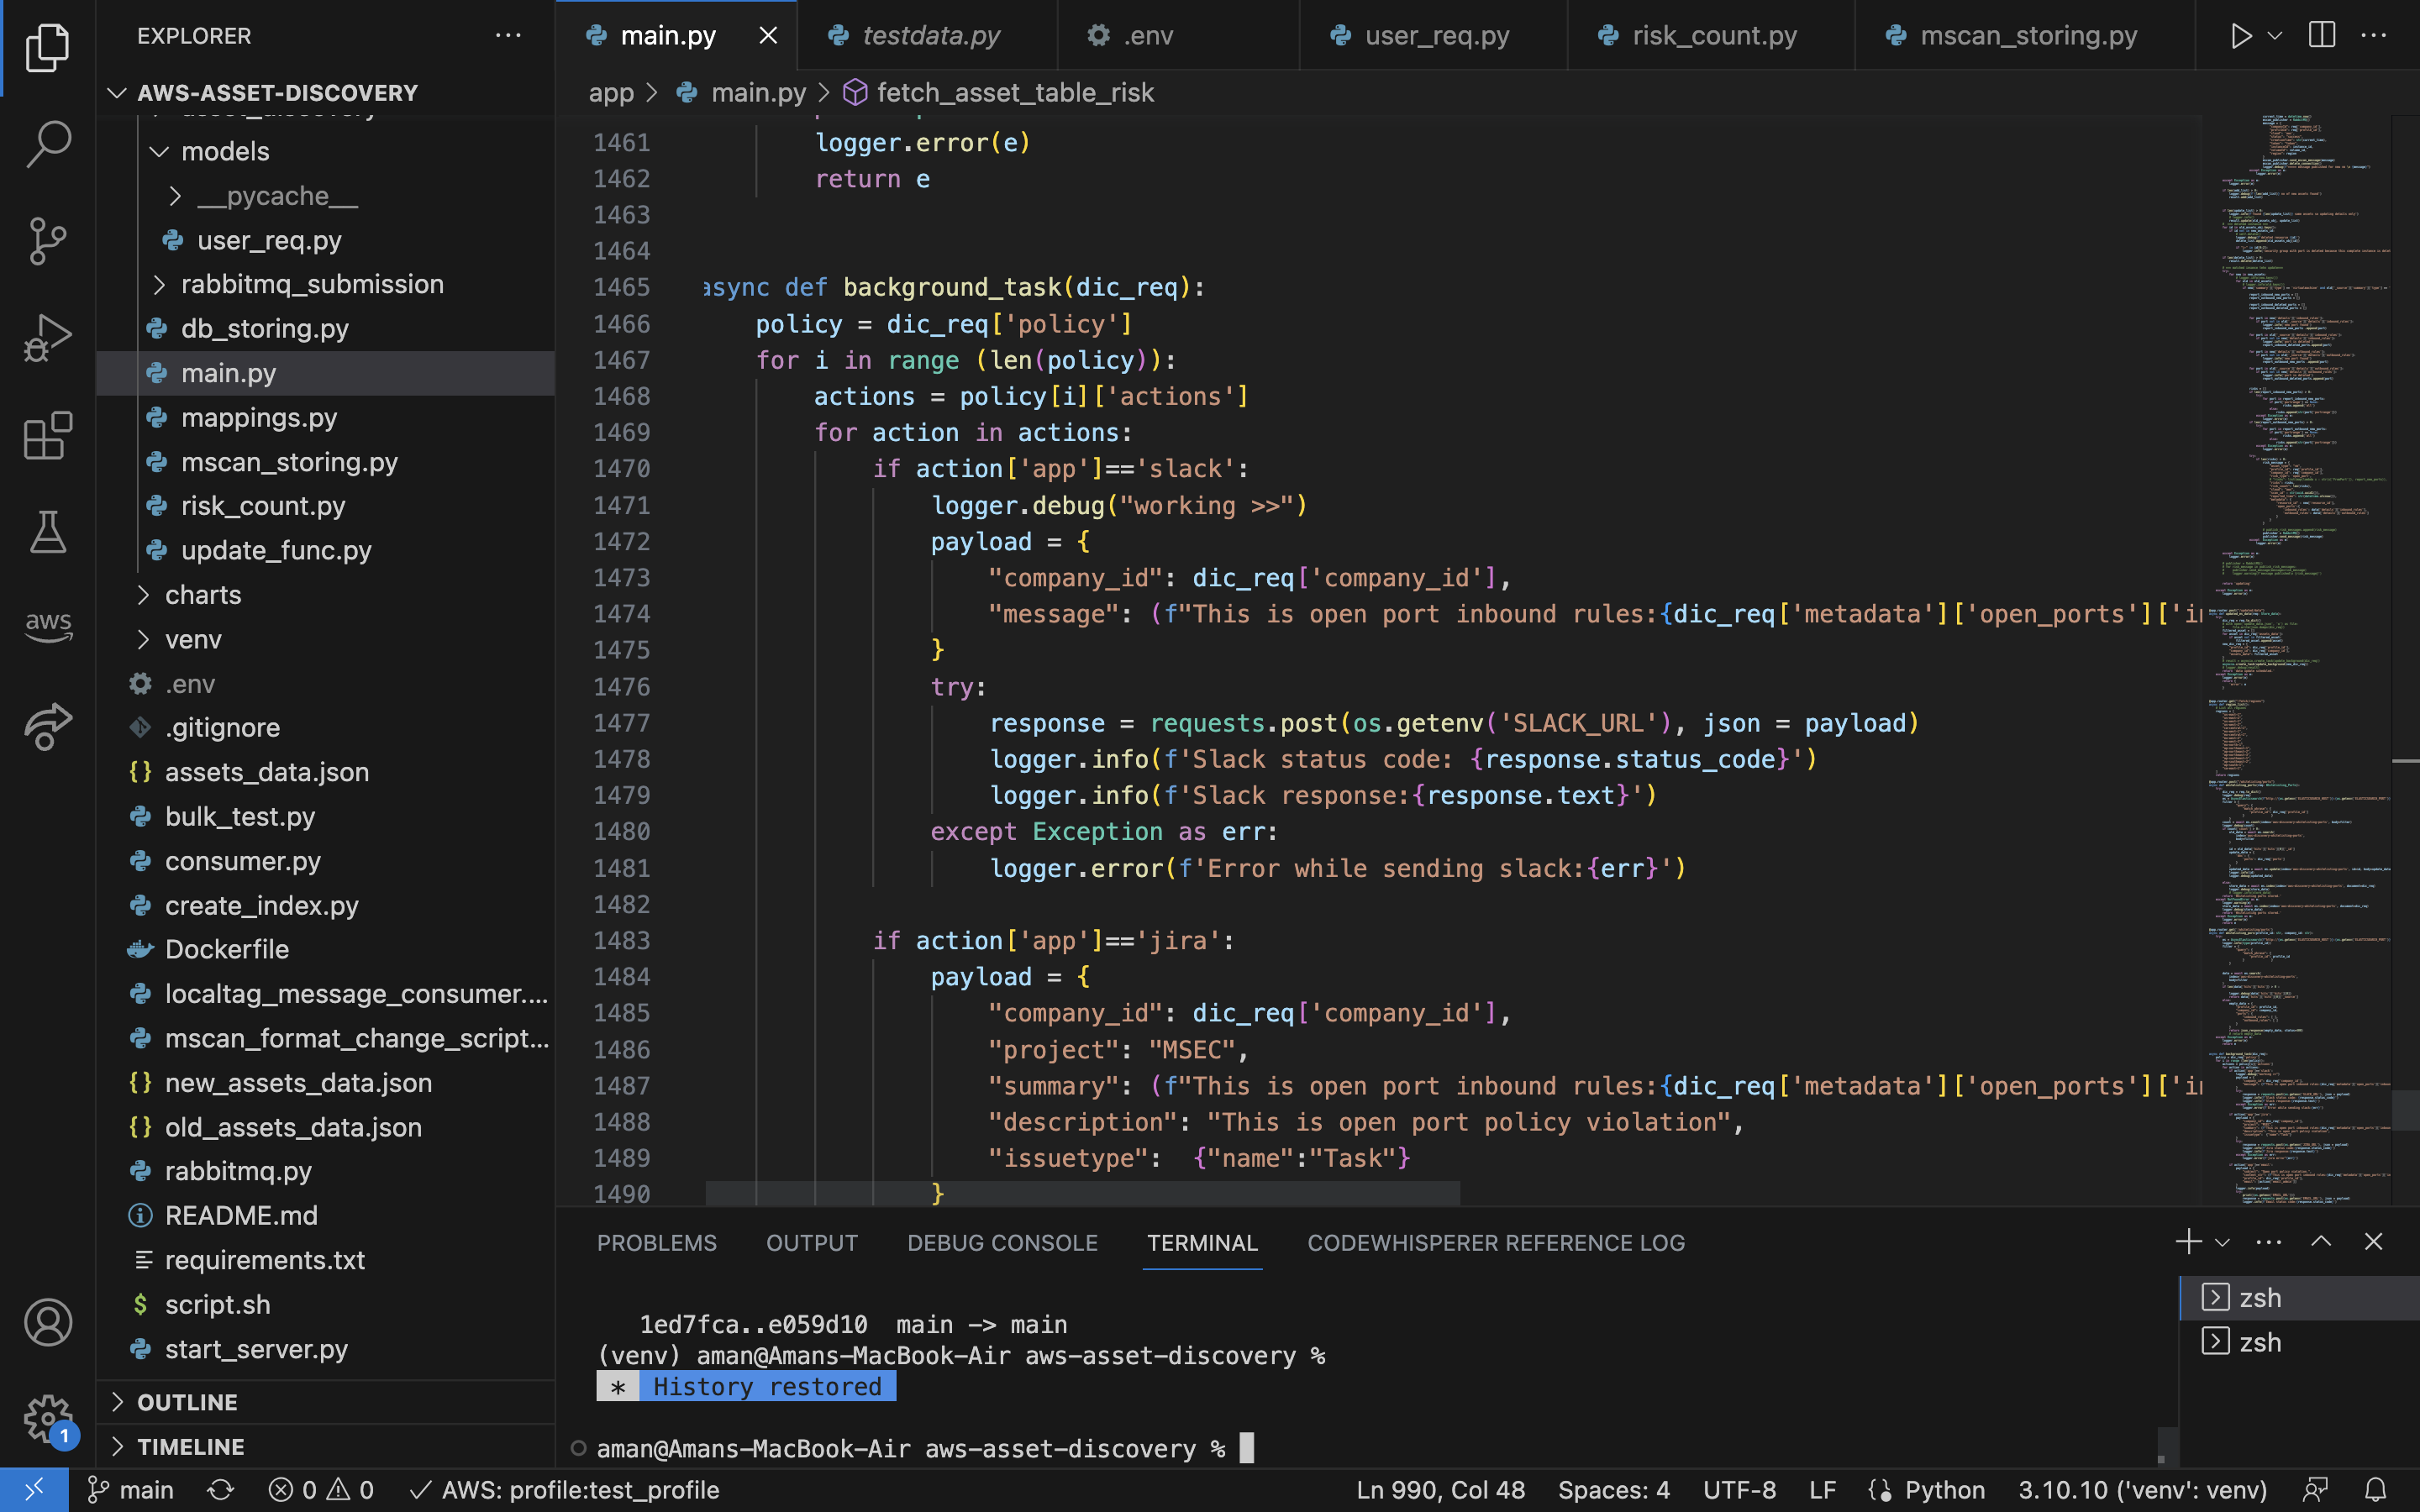 EXPLORER
AWS-ASSET-DISCOVERY
models
__pycache__
user_req.py
rabbitmq_submission
db_storing.py
main.py
mappings.py
mscan_storing.py
risk_count.py
update_func.py
charts
venv
.env
.gitignore
assets_data.json
bulk_test.py
consumer.py
create_index.py
Dockerfile
localtag_message_consumer....
mscan_format_change_script...
new_assets_data.json
old_assets_data.json
rabbitmq.py
README.md
requirements.txt
script.sh
start_server.py
OUTLINE
TIMELINE
aws
1
main.py testdata.py .env user_req.py risk_count.py mscan_storing.py
app > main.py > fetch_asset_table_risk
1461 logger.error(e)
1462 return e
1463
1464
1465 async def background_task(dic_req):
1466 policy = dic_req['policy']
1467 for i in range (len(policy)):
1468 actions = policy[i]['actions']
1469 for action in actions:
1470 if action['app']=='slack':
1471 logger.debug("working >>")
1472 payload = {
1473 "company_id": dic_req['company_id'],
1474 "message": (f"This is open port inbound rules:{dic_req['metadata']['open_ports']['in
1475 }
1476 try:
1477 response = requests.post(os.getenv('SLACK_URL'), json = payload)
1478 logger.info(f'Slack status code: {response.status_code}')
1479 logger.info(f'Slack response:{response.text}')
1480 except Exception as err:
1481 logger.error(f'Error while sending slack:{err}')
1482
1483 if action['app']=='jira':
1484 payload = {
1485 "company_id": dic_req['company_id'],
1486 "project": "MSEC",
1487 "summary": (f"This is open port inbound rules:{dic_req['metadata']['open_ports']['in
1488 "description": "This is open port policy violation",
1489 "issuetype":  {"name":"Task"}
1490 }
PROBLEMS OUTPUT DEBUG CONSOLE TERMINAL CODEWHISPERER REFERENCE LOG
1ed7fca..e059d10  main -> main
(venv) aman@Amans-MacBook-Air aws-asset-discovery %
* History restored
aman@Amans-MacBook-Air aws-asset-discovery %
zsh
zsh
main 0 0 AWS: profile:test_profile Ln 990, Col 48 Spaces: 4 UTF-8 LF Python 3.10.10 ('venv': venv)